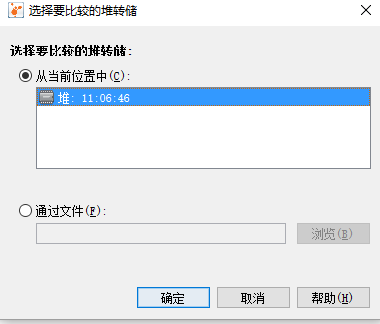 选择要比较的堆转储
选择要比较的堆转储:
从当前位置中(C):
堆: 11:06:46
通过文件(F):
浏览(B)
确定
取消
帮助(H)